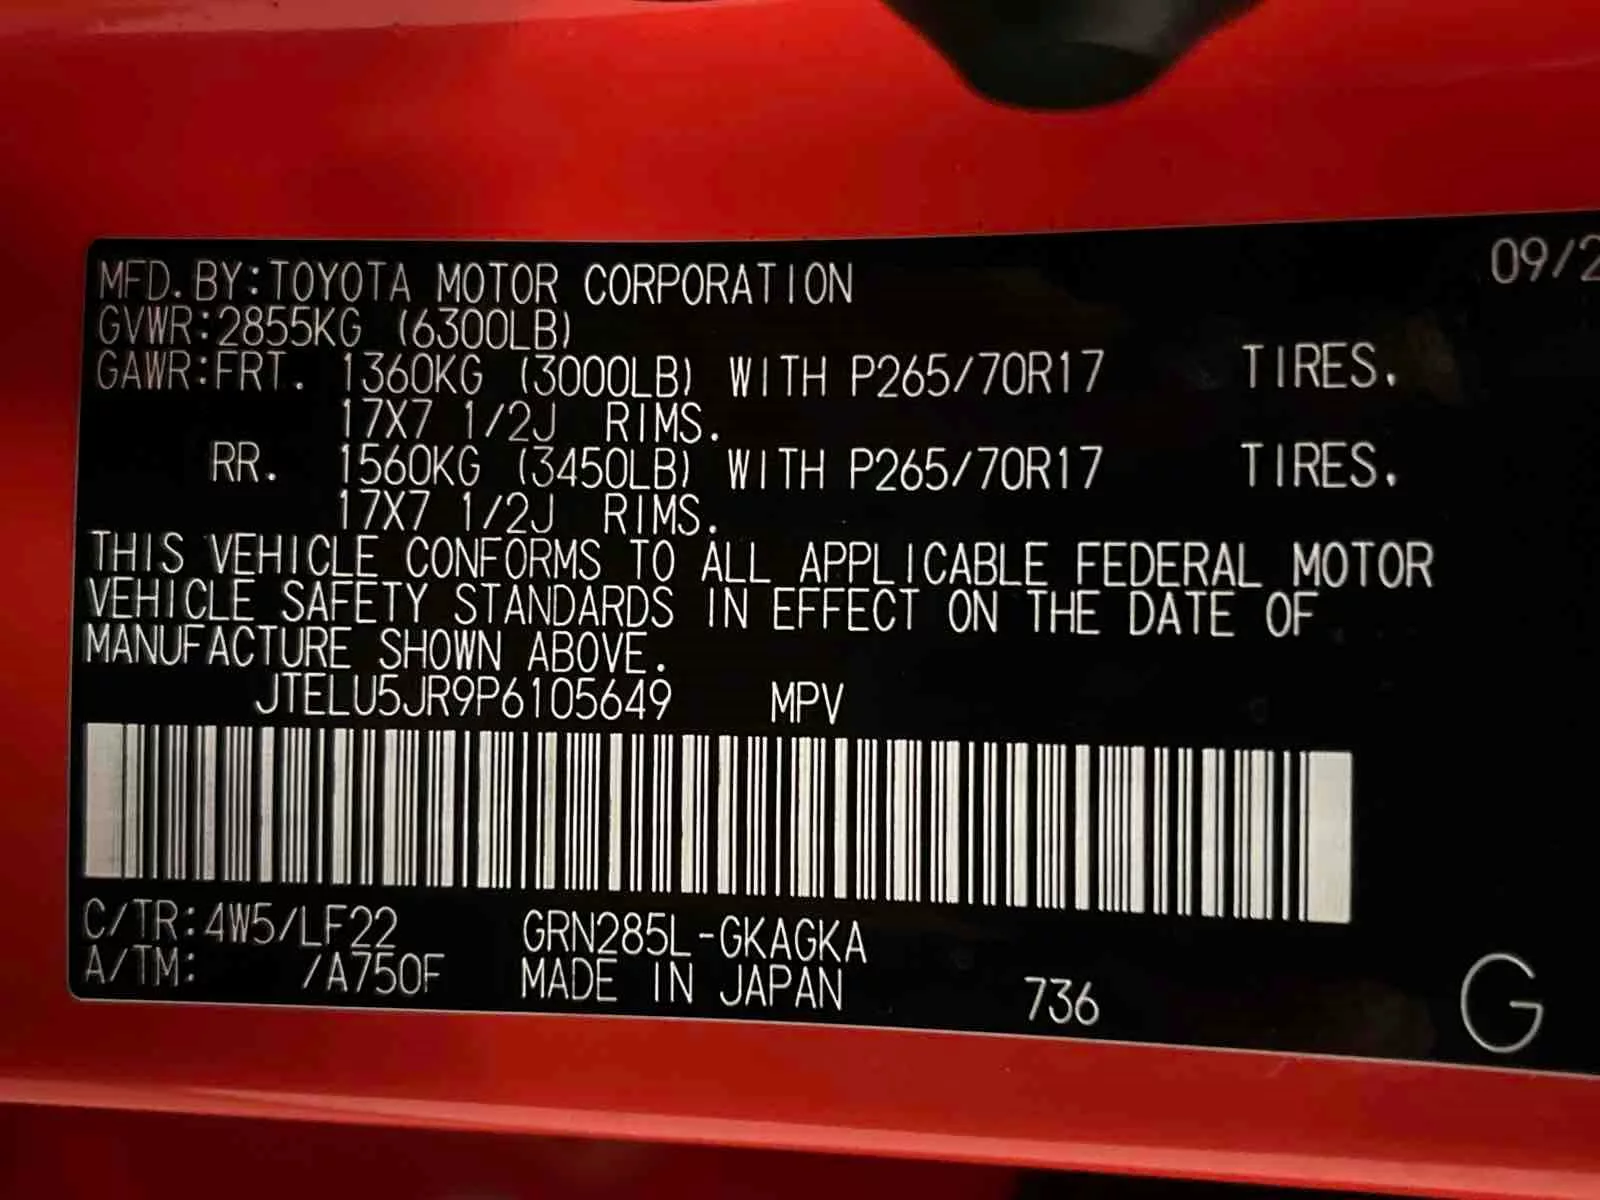 09/2
MFD.BY:TOYOTA MOTOR CORPORATION
GVWR:2855KG (6300LB)
GAWR:FRT. 1360KG (3000LB) WITH P265/70R17 TIRES.
17X7 1/2J RIMS.
RR. 1560KG (3450LB) WITH P265/70R17 TIRES.
17X7 1/2J RIMS.
THIS VEHICLE CONFORMS TO ALL APPLICABLE FEDERAL MOTOR
VEHICLE SAFETY STANDARDS IN EFFECT ON THE DATE OF
MANUFACTURE SHOWN ABOVE.
JTELU5JR9P6105649 MPV
C/TR:4W5/LF22 GRN285L-GKAGKA
A/TM: /A750F MADE IN JAPAN 736
G